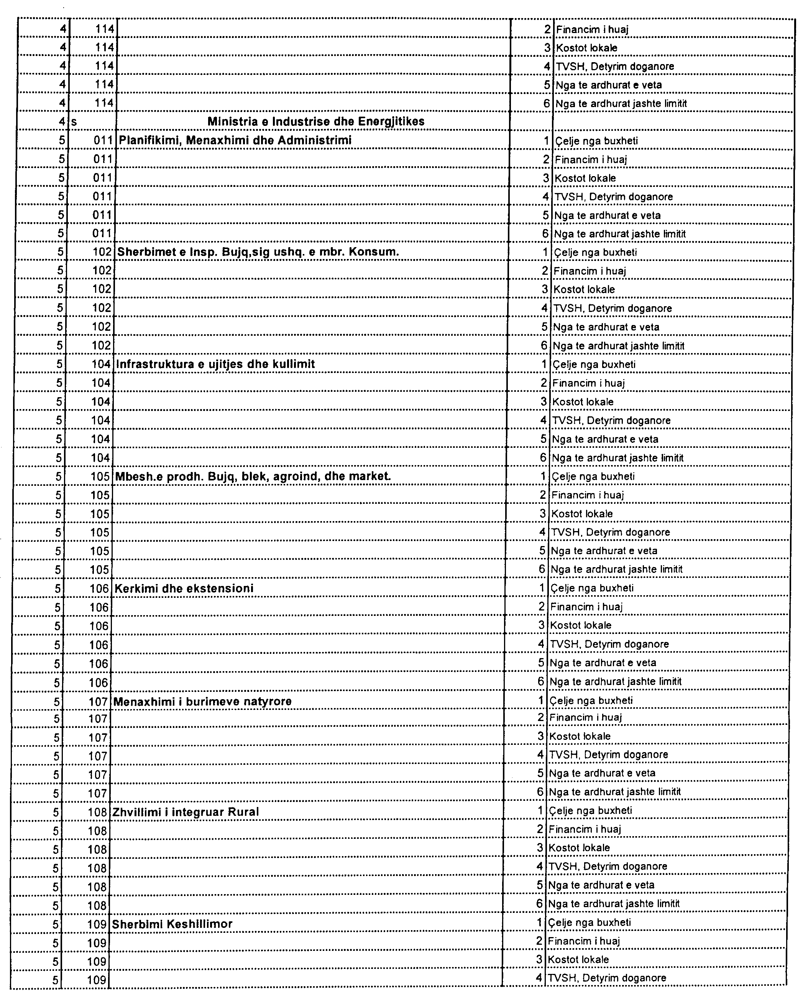 4 114 2 Financim i huaj
4 114 3 Kostot lokale
4 114 4 TVSH, Detyrim doganore
4 114 5 Nga te ardhurat e veta
4 114 6 Nga te ardhurat jashte limitit
4 s Ministria e Industrise dhe Energjitikes
5 011 Planifikimi, Menaxhimi dhe Administrimi 1 Çelje nga buxheti
5 011 2 Financim i huaj
5 011 3 Kostot lokale
5 011 4 TVSH, Detyrim doganore
5 011 5 Nga te ardhurat e veta
5 011 6 Nga te ardhurat jashte limitit
5 102 Sherbimet e Insp. Bujq,sig ushq. e mbr. Konsum. 1 Çelje nga buxheti
5 102 2 Financim i huaj
5 102 3 Kostot lokale
5 102 4 TVSH, Detyrim doganore
5 102 5 Nga te ardhurat e veta
5 102 6 Nga te ardhurat jashte limitit
5 104 Infrastruktura e ujitjes dhe kullimit 1 Çelje nga buxheti
5 104 2 Financim i huaj
5 104 3 Kostot lokale
5 104 4 TVSH, Detyrim doganore
5 104 5 Nga te ardhurat e veta
5 104 6 Nga te ardhurat jashte limitit
5 105 Mbesh.e prodh. Bujq, blek, agroind, dhe market. 1 Çelje nga buxheti
5 105 2 Financim i huaj
5 105 3 Kostot lokale
5 105 4 TVSH, Detyrim doganore
5 105 5 Nga te ardhurat e veta
5 105 6 Nga te ardhurat jashte limitit
5 106 Kerkimi dhe ekstensioni 1 Çelje nga buxheti
5 106 2 Financim i huaj
5 106 3 Kostot lokale
5 106 4 TVSH, Detyrim doganore
5 106 5 Nga te ardhurat e veta
5 106 6 Nga te ardhurat jashte limitit
5 107 Menaxhimi i burimeve natyrore 1 Çelje nga buxheti
5 107 2 Financim i huaj
5 107 3 Kostot lokale
5 107 4 TVSH, Detyrim doganore
5 107 5 Nga te ardhurat e veta
5 107 6 Nga te ardhurat jashte limitit
5 108 Zhvillimi i integruar Rural 1 Çelje nga buxheti
5 108 2 Financim i huaj
5 108 3 Kostot lokale
5 108 4 TVSH, Detyrim doganore
5 108 5 Nga te ardhurat e veta
5 108 6 Nga te ardhurat jashte limitit
5 109 Sherbimi Keshillimor 1 Çelje nga buxheti
5 109 2 Financim i huaj
5 109 3 Kostot lokale
5 109 4 TVSH, Detyrim doganore